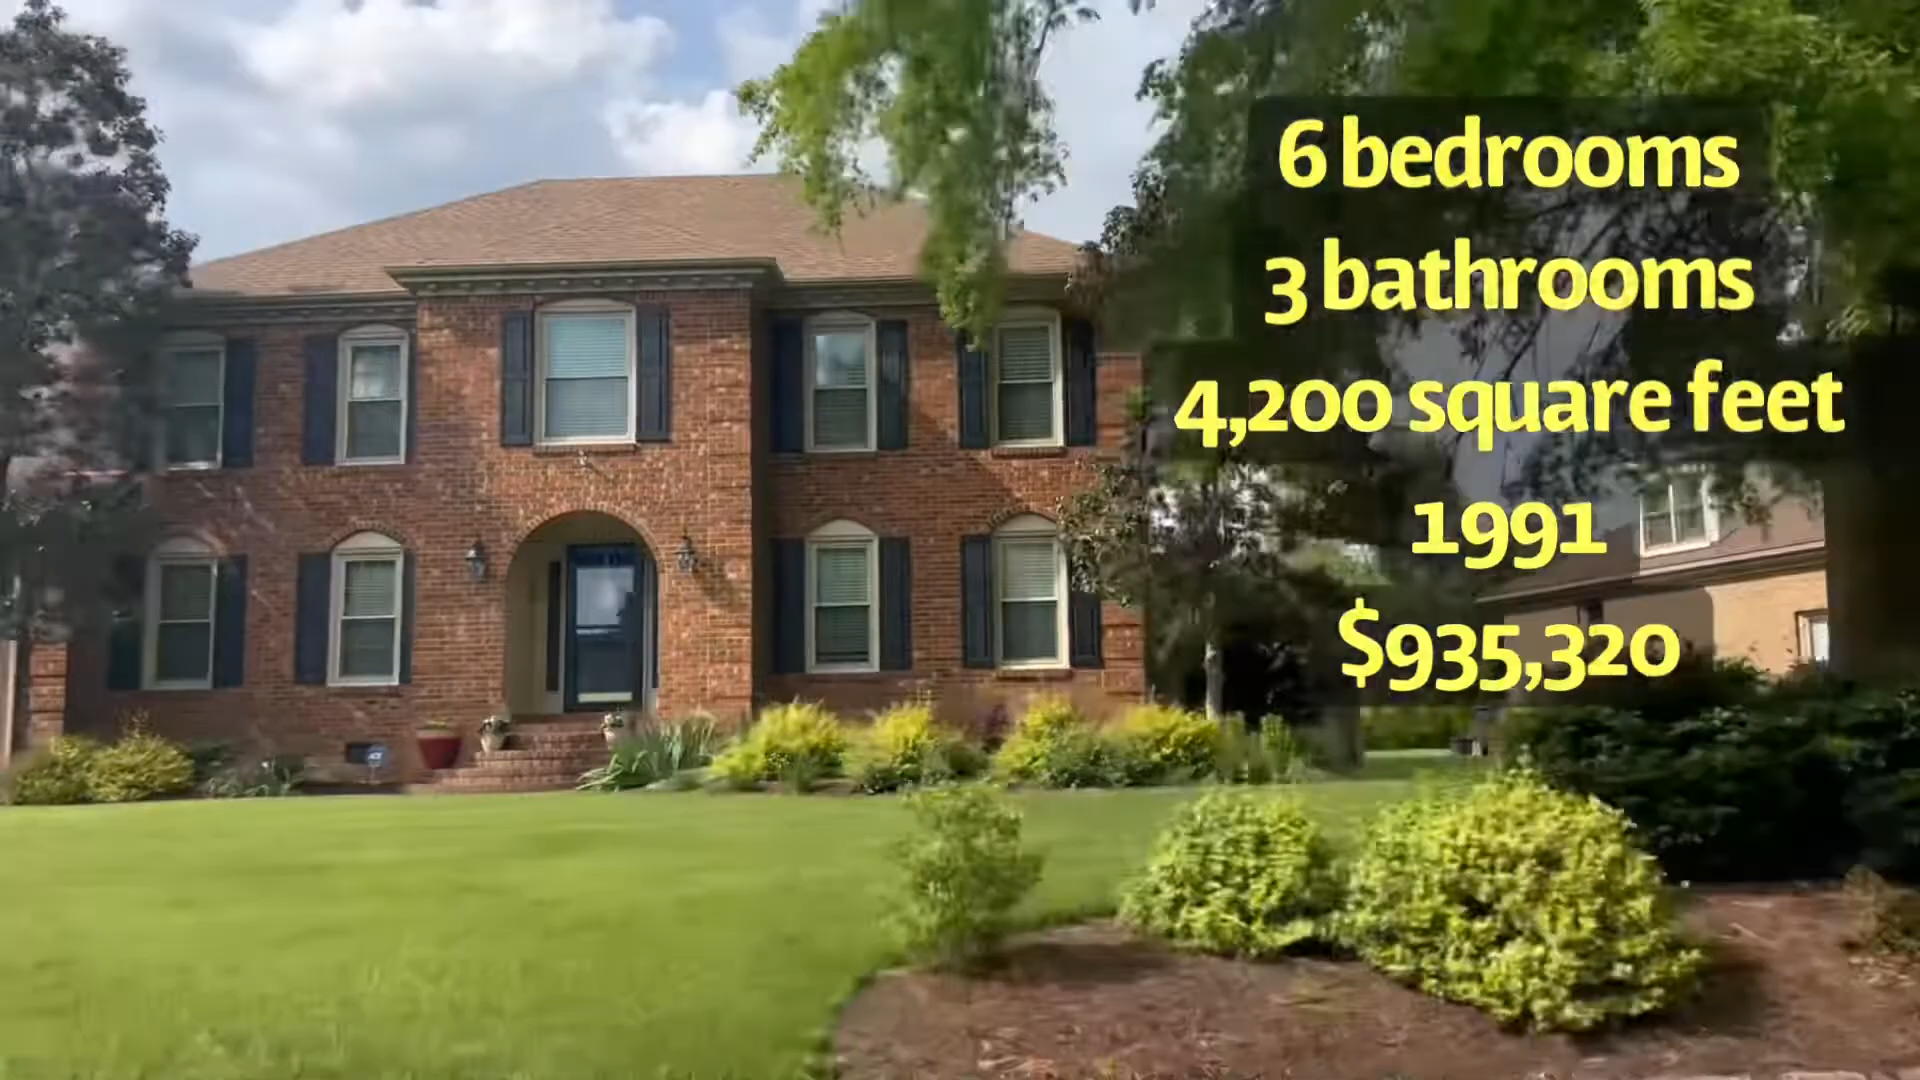 6 bedrooms
3 bathrooms
4,200 square feet
1991
$935,320